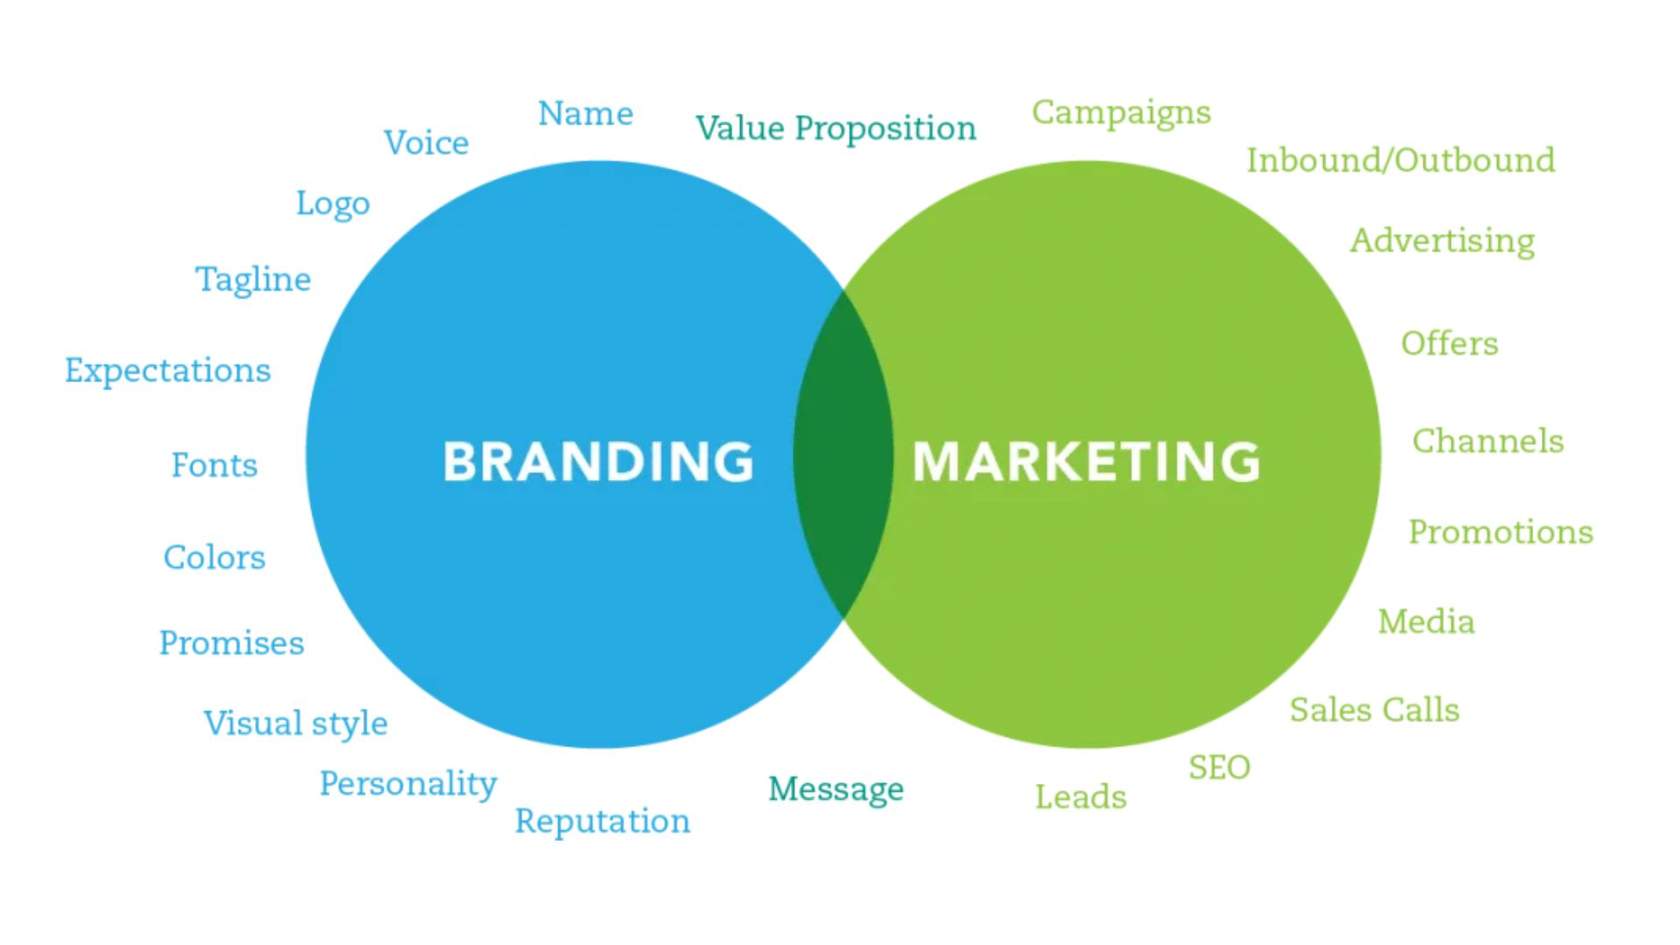 Name
Value Proposition
Campaigns
Voice
Inbound/Outbound
Logo
Advertising
Tagline
Offers
Expectations
Channels
BRANDING
MARKETING
Fonts
Promotions
Colors
Media
Promises
Sales Calls
Visual style
SEO
Personality
Message
Leads
Reputation